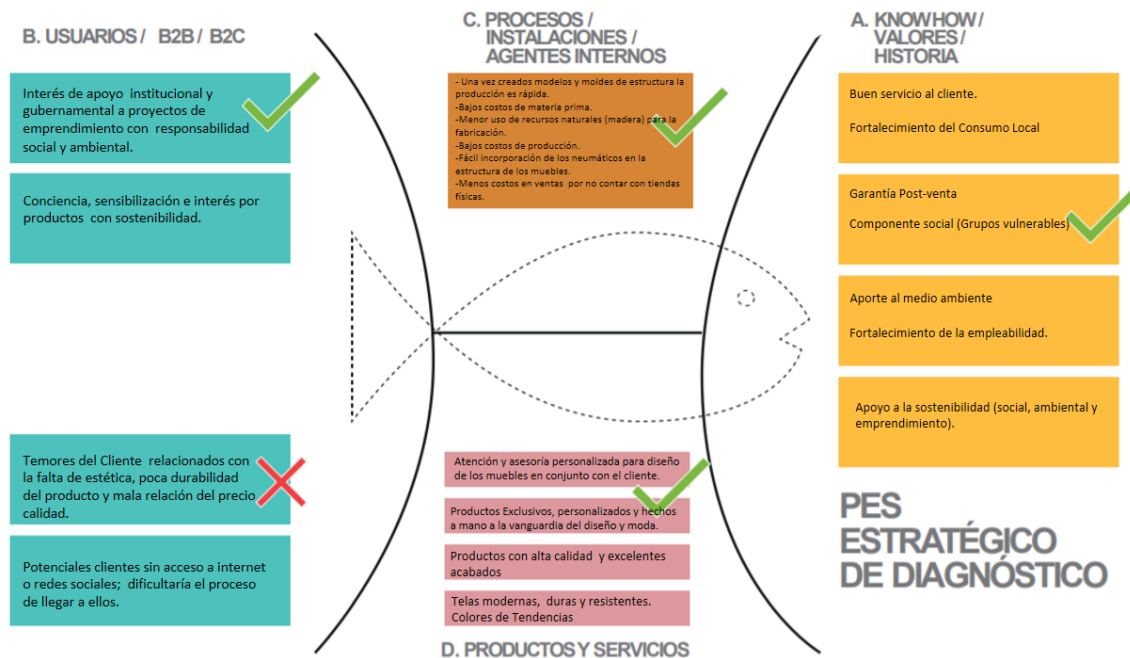 B. USUARIOS / B2B / B2C
Interés de apoyo institucional y
gubernamental a proyectos de
emprendimiento con responsabilidad
social y ambiental.
Conciencia, sensibilización e interés por
productos con sostenibilidad.
Temores del Cliente relacionados con
la falta de estética, poca durabilidad
del producto y mala relación del precio
calidad.
Potenciales clientes sin acceso a internet
o redes sociales; dificultaría el proceso
de llegar a ellos.
C. PROCESOS /
INSTALACIONES /
AGENTES INTERNOS
- Una vez creados modelos y moldes de estructura la
producción es rápida.
-Bajos costos de materia prima.
-Menor uso de recursos naturales (madera) para la
fabricación.
-Bajos costos de producción.
-Fácil incorporación de los neumáticos en la
estructura de los muebles.
-Menos costos en ventas por no contar con tiendas
físicas.
Atención y asesoría personalizada para diseño
de los muebles en conjunto con el cliente.
Productos Exclusivos, personalizados y hechos
a mano a la vanguardia del diseño y moda.
Productos con alta calidad y excelentes
acabados
Telas modernas, duras y resistentes.
Colores de Tendencias
D. PRODUCTOS Y SERVICIOS
A. KNOW HOW /
VALORES /
HISTORIA
Buen servicio al cliente.
Fortalecimiento del Consumo Local
Garantía Post-venta
Componente social (Grupos vulnerables)
Aporte al medio ambiente
Fortalecimiento de la empleabilidad.
Apoyo a la sostenibilidad (social, ambiental y
emprendimiento).
PES
ESTRATÉGICO
DE DIAGNÓSTICO